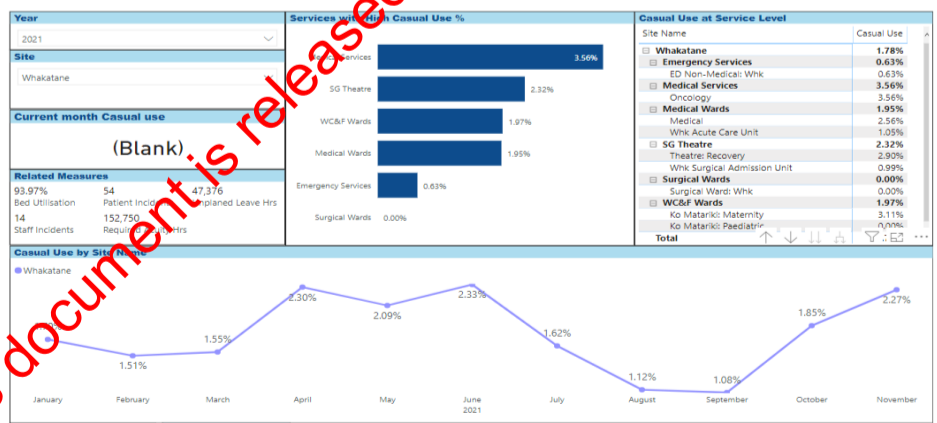 Year
2021
Site
Whakatane
Current month Casual use
(Blank)
Related Measures
93.97%
Bed Utilisation
54
Patient
47,376
Leave Hrs
14
Staff Incidents
152,750
Hrs
Services with High Casual Use %
Services 3.56%
SG Theatre 2.32%
WC&F Wards 1.97%
Medical Wards 1.95%
Emergency Services 0.63%
Surgical Wards 0.00%
Casual Use at Service Level
Site Name Casual Use
Whakatane 1.78%
Emergency Services 0.63%
ED Non-Medical: Whk 0.63%
Medical Services 3.56%
Oncology 3.56%
Medical Wards 1.95%
Medical 2.56%
Whk Acute Care Unit 1.05%
SG Theatre 2.32%
Theatre: Recovery 2.90%
Whk Surgical Admission Unit 0.99%
Surgical Wards 0.00%
Surgical Ward: Whk 0.00%
WC&F Wards 1.97%
Ko Matariki: Maternity 3.11%
Ko Matariki: Paediatric 0.00%
Total
Casual Use by Site Name
Whakatane
1.51%
1.55%
2.30%
2.09%
2.33%
1.62%
1.12%
1.08%
1.85%
2.27%
January February March April May June July August September October November
2021
document is released